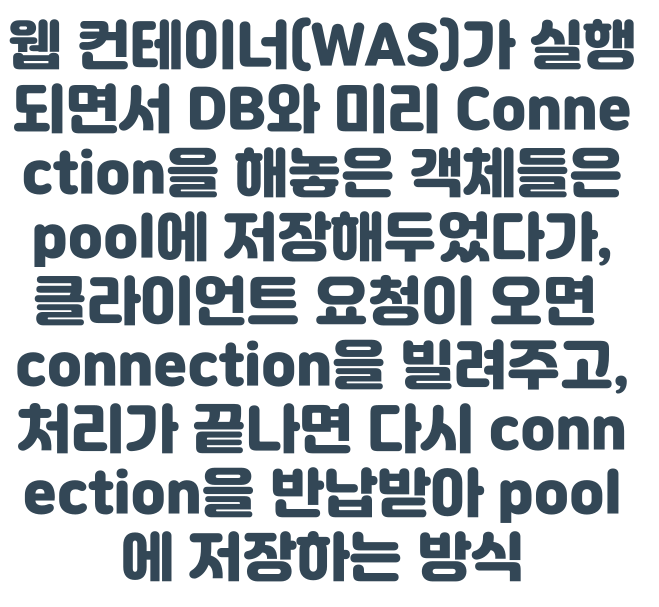 웹 컨테이너(WAS)가 실행
되면서 DB와 미리 Conne
ction을 해놓은 객체들은
pool에 저장해두었다가,
클라이언트 요청이 오면
connection을 빌려주고,
처리가 끝나면 다시 conn
ection을 반납받아 pool
에 저장하는 방식